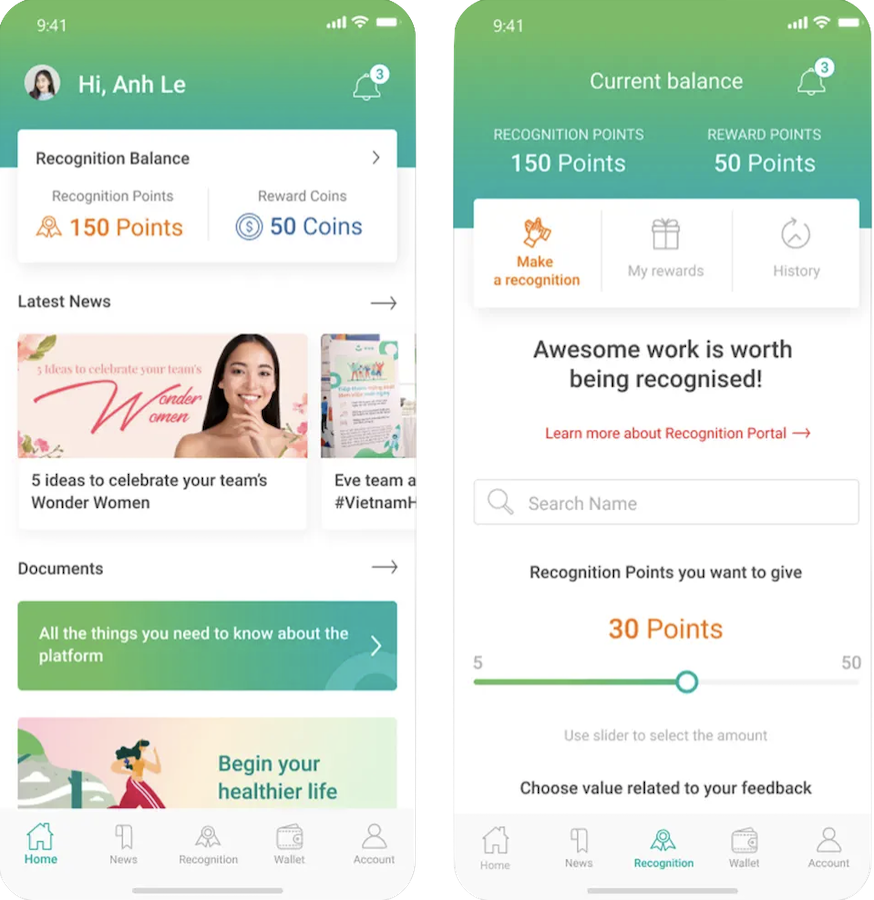 9:41
Hi, Anh Le
3
Recognition Balance
Recognition Points
Reward Coins
150 Points
$
50 Coins
Latest News
5 Ideas to celebrate your team's
Wonder
Women
5 ideas to celebrate your team's
Wonder Women
Eve team a
#VietnamH
Documents
All the things you need to know about the
platform
Begin your
healthier life
Home
News
Recognition
Wallet
Account
9:41
Current balance
3
RECOGNITION POINTS
REWARD POINTS
150 Points
50 Points
Make
a recognition
My rewards
History
Awesome work is worth
being recognised!
Learn more about Recognition Portal
Search Name
Recognition Points you want to give
30 Points
5
50
Use slider to select the amount
Choose value related to your feedback
Home
News
Recognition
Wallet
Account